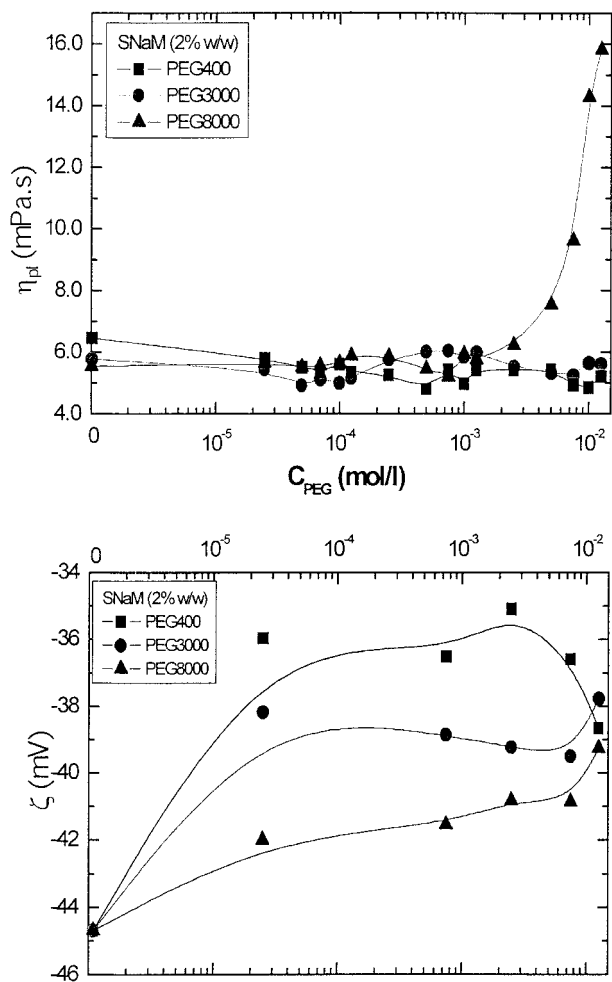 16.0
14.0
12.0
10.0
8.0
6.0
4.0
η_pl (mPa.s)
SNaM (2% w/w)
PEG400
PEG3000
PEG8000
0
10⁻⁵
10⁻⁴
10⁻³
10⁻²
C_PEG (mol/l)
0
10⁻⁵
10⁻⁴
10⁻³
10⁻²
-34
-36
-38
-40
-42
-44
-46
ζ (mV)
SNaM (2% w/w)
PEG400
PEG3000
PEG8000